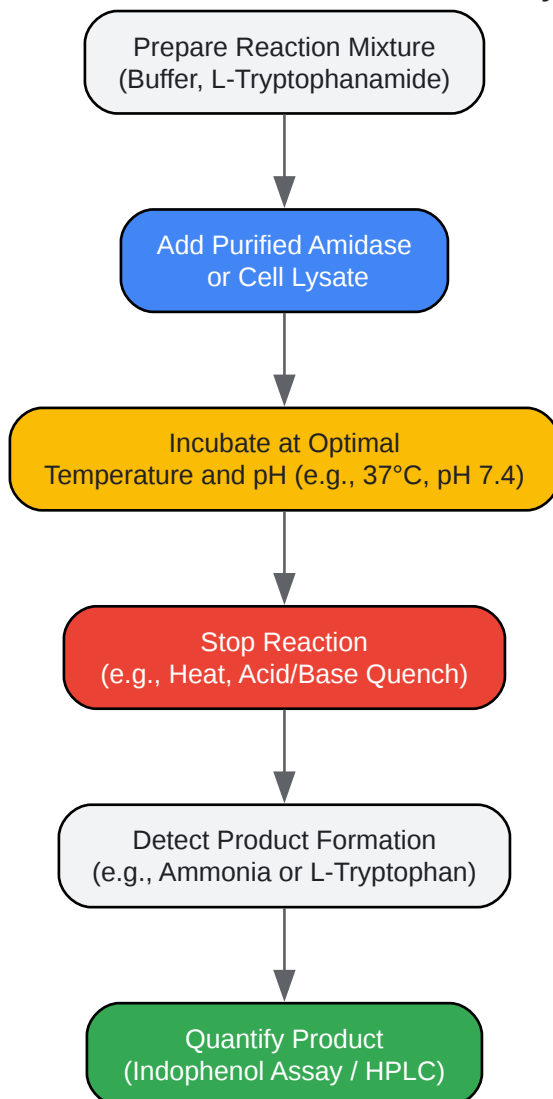 Prepare Reaction Mixture
(Buffer, L-Tryptophanamide)
Add Purified Amidase
or Cell Lysate
Incubate at Optimal
Temperature and pH (e.g., 37°C, pH 7.4)
Stop Reaction
(e.g., Heat, Acid/Base Quench)
Detect Product Formation
(e.g., Ammonia or L-Tryptophan)
Quantify Product
(Indophenol Assay / HPLC)